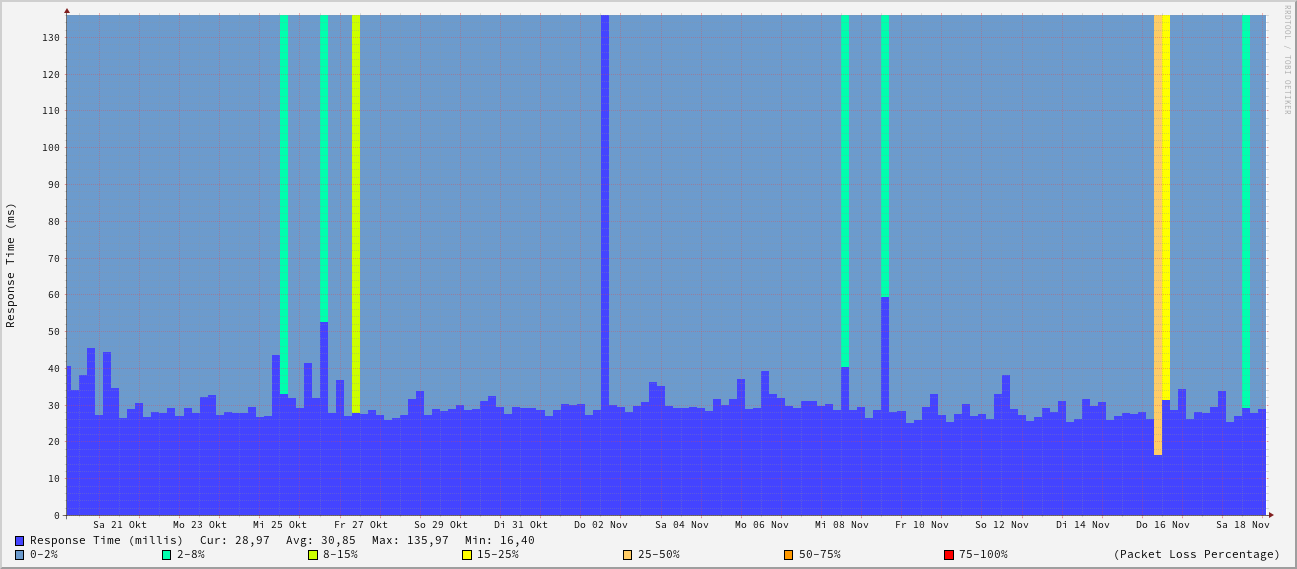 RRDTOOL / TOBI OETIKER
Response Time (ms)
130
120
110
100
90
80
70
60
50
40
30
20
10
0
Sa 21 Okt Mo 23 Okt Mi 25 Okt Fr 27 Okt So 29 Okt Di 31 Okt Do 02 Nov Sa 04 Nov Mo 06 Nov Mi 08 Nov Fr 10 Nov So 12 Nov Di 14 Nov Do 16 Nov Sa 18 Nov
Response Time (millis) Cur: 28,97 Avg: 30,85 Max: 135,97 Min: 16,40
0-2% 2-8% 8-15% 15-25% 25-50% 50-75% 75-100% (Packet Loss Percentage)